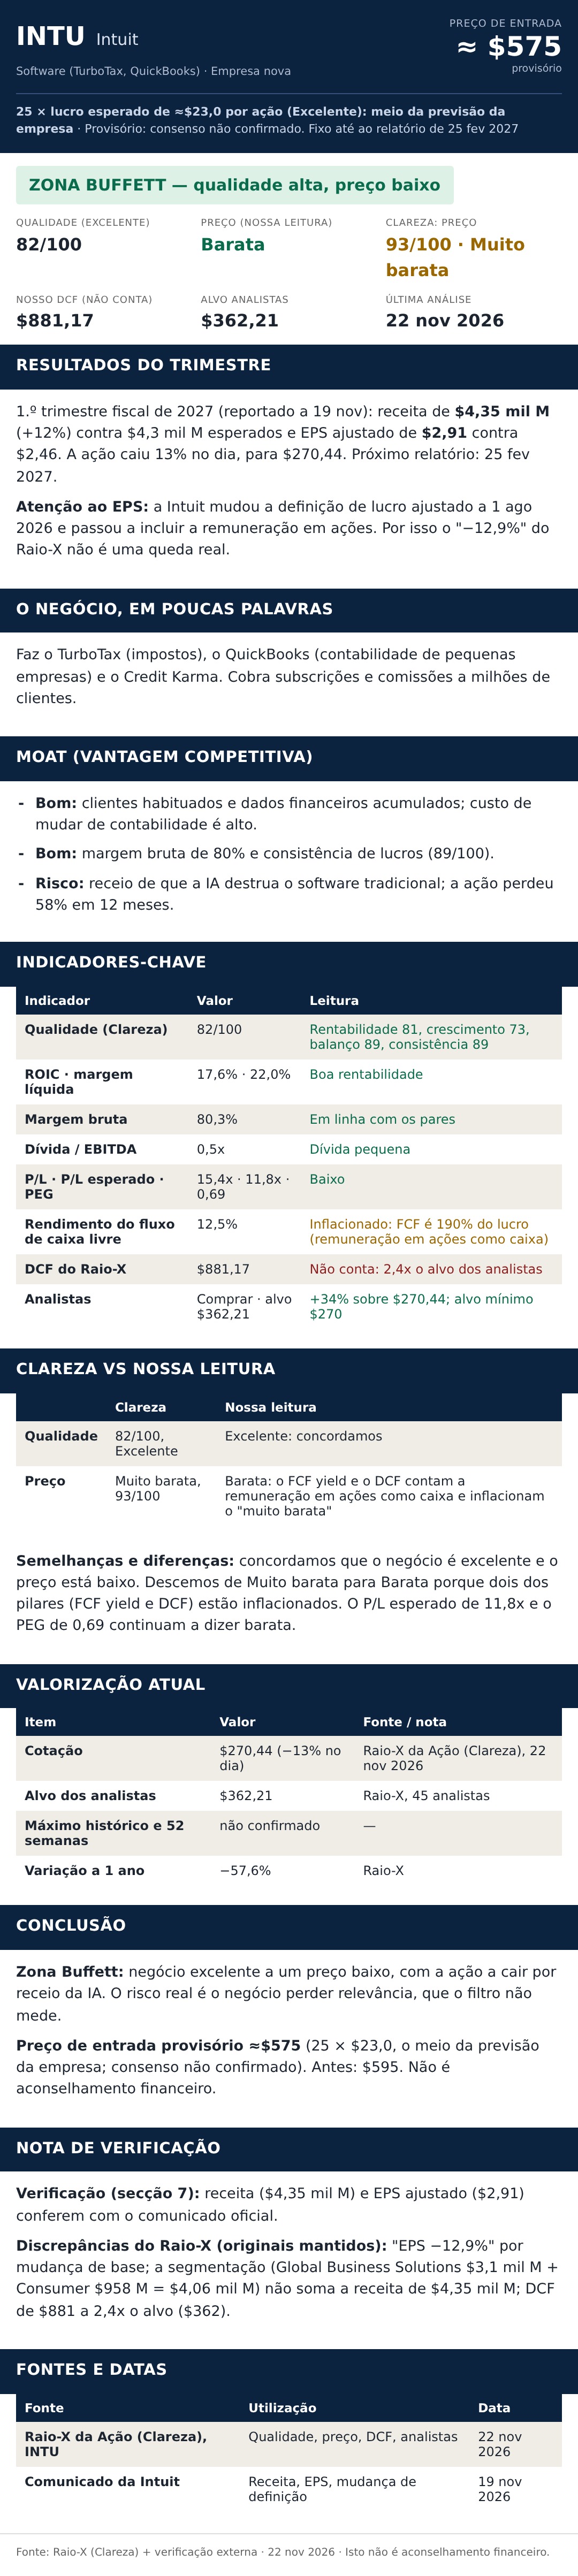 INTU Intuit
PREÇO DE ENTRADA
≈ $575
provisório
Software (TurboTax, QuickBooks) · Empresa nova
25 × lucro esperado de ≈$23,0 por ação (Excelente): meio da previsão da
empresa · Provisório: consenso não confirmado. Fixo até ao relatório de 25 fev 2027
ZONA BUFFETT — qualidade alta, preço baixo
QUALIDADE (EXCELENTE)
82/100
PREÇO (NOSSA LEITURA)
Barata
CLAREZA: PREÇO
93/100 · Muito
barata
NOSSO DCF (NÃO CONTA)
$881,17
ALVO ANALISTAS
$362,21
ÚLTIMA ANÁLISE
22 nov 2026
RESULTADOS DO TRIMESTRE
1.º trimestre fiscal de 2027 (reportado a 19 nov): receita de $4,35 mil M
(+12%) contra $4,3 mil M esperados e EPS ajustado de $2,91 contra
$2,46. A ação caiu 13% no dia, para $270,44. Próximo relatório: 25 fev
2027.
Atenção ao EPS: a Intuit mudou a definição de lucro ajustado a 1 ago
2026 e passou a incluir a remuneração em ações. Por isso o "−12,9%" do
Raio-X não é uma queda real.
O NEGÓCIO, EM POUCAS PALAVRAS
Faz o TurboTax (impostos), o QuickBooks (contabilidade de pequenas
empresas) e o Credit Karma. Cobra subscrições e comissões a milhões de
clientes.
MOAT (VANTAGEM COMPETITIVA)
- Bom: clientes habituados e dados financeiros acumulados; custo de
mudar de contabilidade é alto.
- Bom: margem bruta de 80% e consistência de lucros (89/100).
- Risco: receio de que a IA destrua o software tradicional; a ação perdeu
58% em 12 meses.
INDICADORES-CHAVE
Indicador Valor Leitura
Qualidade (Clareza) 82/100 Rentabilidade 81, crescimento 73,
balanço 89, consistência 89
ROIC · margem
líquida 17,6% · 22,0% Boa rentabilidade
Margem bruta 80,3% Em linha com os pares
Dívida / EBITDA 0,5x Dívida pequena
P/L · P/L esperado ·
PEG 15,4x · 11,8x ·
0,69 Baixo
Rendimento do fluxo
de caixa livre 12,5% Inflacionado: FCF é 190% do lucro
(remuneração em ações como caixa)
DCF do Raio-X $881,17 Não conta: 2,4x o alvo dos analistas
Analistas Comprar · alvo
$362,21 +34% sobre $270,44; alvo mínimo
$270
CLAREZA VS NOSSA LEITURA
Clareza Nossa leitura
Qualidade 82/100,
Excelente Excelente: concordamos
Preço Muito barata,
93/100 Barata: o FCF yield e o DCF contam a
remuneração em ações como caixa e inflacionam
o "muito barata"
Semelhanças e diferenças: concordamos que o negócio é excelente e o
preço está baixo. Descemos de Muito barata para Barata porque dois dos
pilares (FCF yield e DCF) estão inflacionados. O P/L esperado de 11,8x e o
PEG de 0,69 continuam a dizer barata.
VALORIZAÇÃO ATUAL
Item Valor Fonte / nota
Cotação $270,44 (−13% no
dia) Raio-X da Ação (Clareza), 22
nov 2026
Alvo dos analistas $362,21 Raio-X, 45 analistas
Máximo histórico e 52
semanas não confirmado —
Variação a 1 ano −57,6% Raio-X
CONCLUSÃO
Zona Buffett: negócio excelente a um preço baixo, com a ação a cair por
receio da IA. O risco real é o negócio perder relevância, que o filtro não
mede.
Preço de entrada provisório ≈$575 (25 × $23,0, o meio da previsão
da empresa; consenso não confirmado). Antes: $595. Não é
aconselhamento financeiro.
NOTA DE VERIFICAÇÃO
Verificação (secção 7): receita ($4,35 mil M) e EPS ajustado ($2,91)
conferem com o comunicado oficial.
Discrepâncias do Raio-X (originais mantidos): "EPS −12,9%" por
mudança de base; a segmentação (Global Business Solutions $3,1 mil M +
Consumer $958 M = $4,06 mil M) não soma a receita de $4,35 mil M; DCF
de $881 a 2,4x o alvo ($362).
FONTES E DATAS
Fonte Utilização Data
Raio-X da Ação (Clareza),
INTU Qualidade, preço, DCF, analistas 22 nov
2026
Comunicado da Intuit Receita, EPS, mudança de
definição 19 nov
2026
Fonte: Raio-X (Clareza) + verificação externa · 22 nov 2026 · Isto não é aconselhamento financeiro.